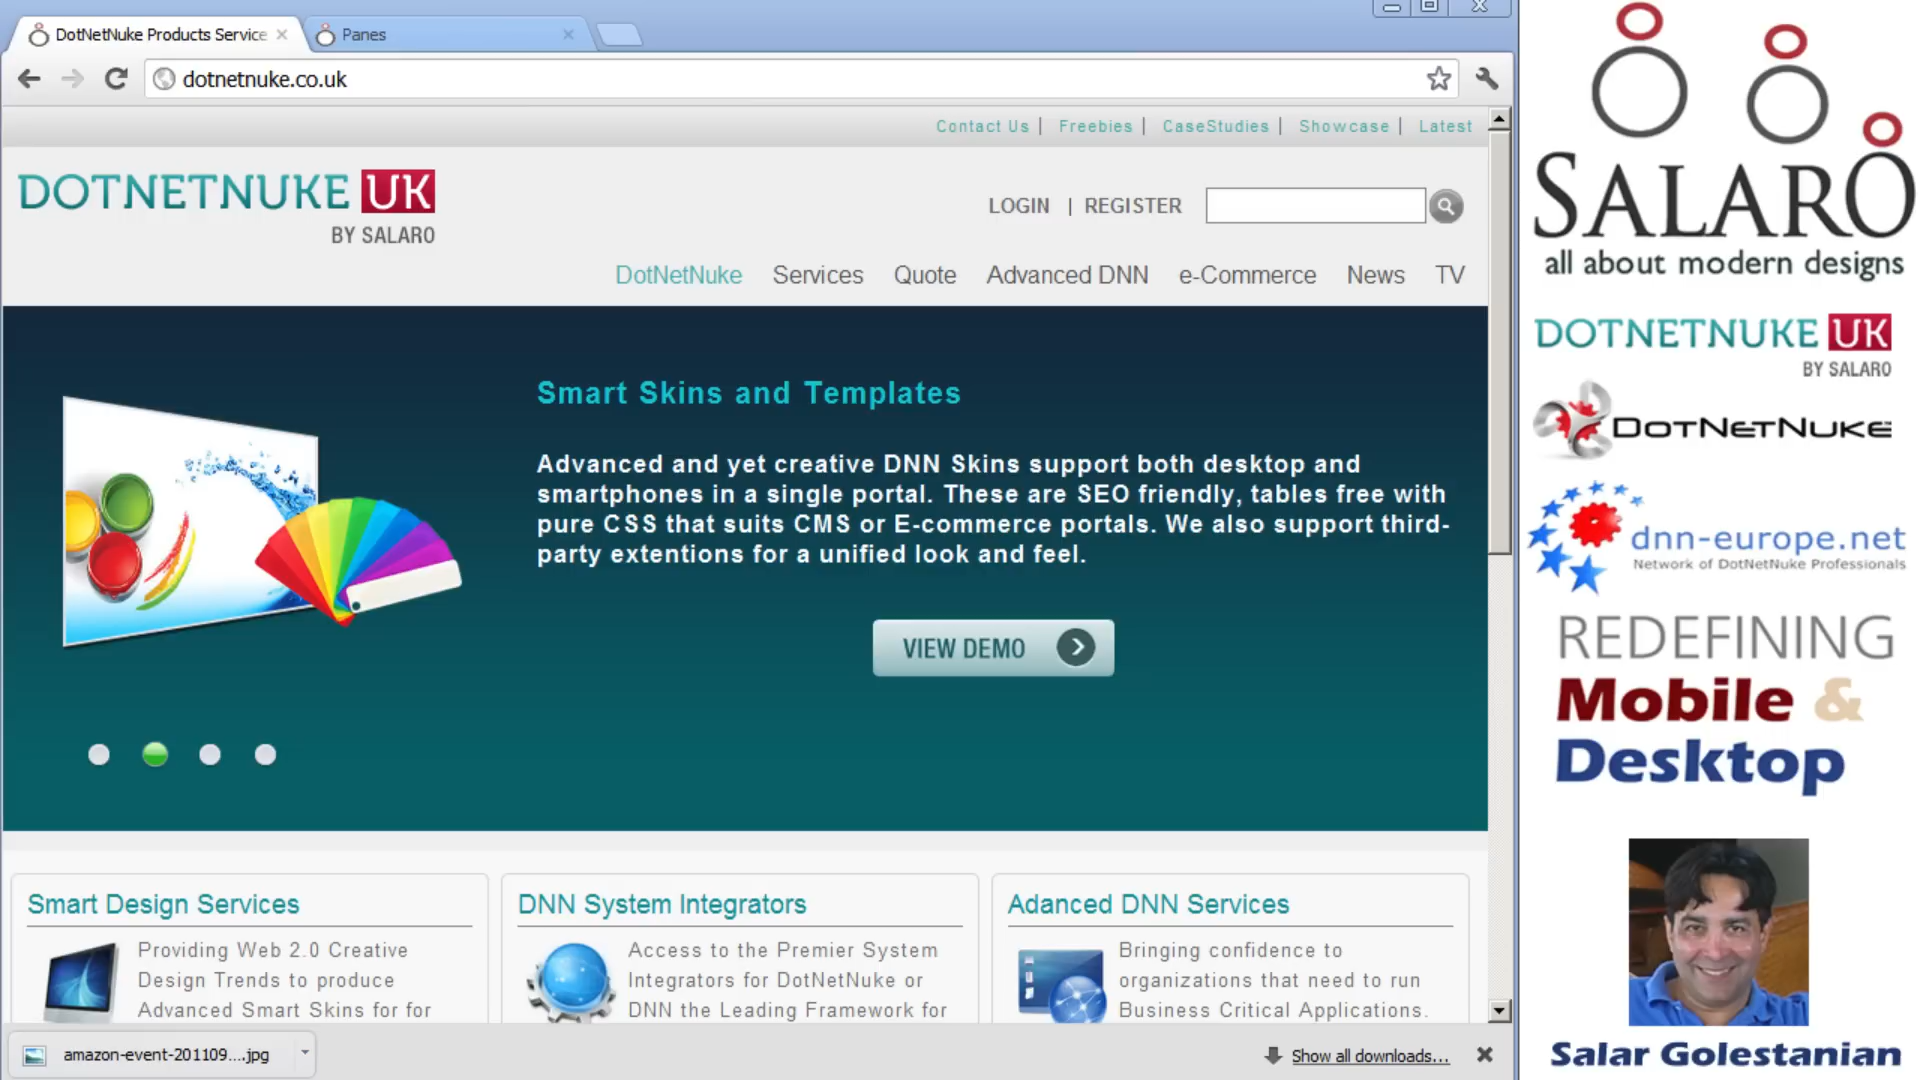 DotNetNuke Products Service
Panes
dotnetnuke.co.uk
Contact Us | Freebies | CaseStudies | Showcase | Latest
DOTNETNUKE UK
BY SALARO
LOGIN | REGISTER
DotNetNuke Services Quote Advanced DNN e-Commerce News TV
Smart Skins and Templates
Advanced and yet creative DNN Skins support both desktop and
smartphones in a single portal. These are SEO friendly, tables free with
pure CSS that suits CMS or E-commerce portals. We also support third-
party extentions for a unified look and feel.
VIEW DEMO
Smart Design Services
Providing Web 2.0 Creative
Design Trends to produce
Advanced Smart Skins for for
DNN System Integrators
Access to the Premier System
Integrators for DotNetNuke or
DNN the Leading Framework for
Adanced DNN Services
Bringing confidence to
organizations that need to run
Business Critical Applications.
amazon-event-201109....jpg
Show all downloads...
SALARO
all about modern designs
DOTNETNUKE UK
BY SALARO
DOTNETNUKE
dnn-europe.net
Network of DotNetNuke Professionals
REDEFINING
Mobile &
Desktop
Salar Golestanian